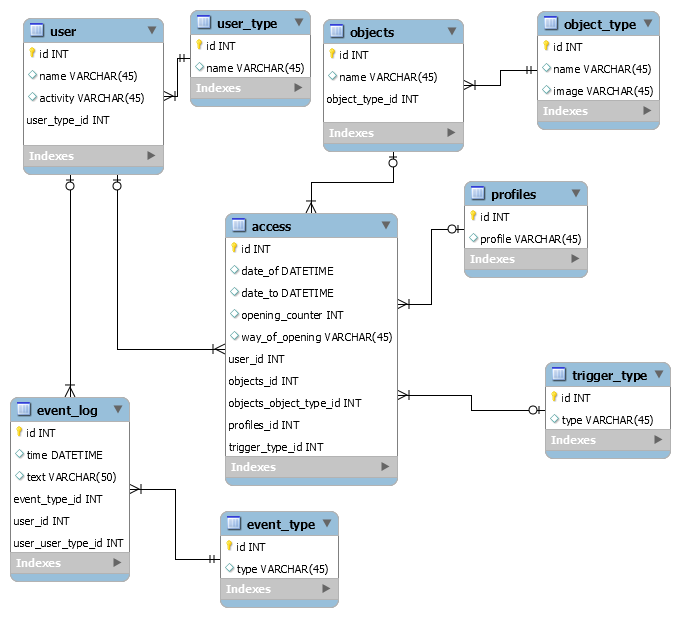 user
id INT
name VARCHAR(45)
activity VARCHAR(45)
user_type_id INT
Indexes
user_type
id INT
name VARCHAR(45)
Indexes
objects
id INT
name VARCHAR(45)
object_type_id INT
Indexes
object_type
id INT
name VARCHAR(45)
image VARCHAR(45)
Indexes
access
id INT
date_of DATETIME
date_to DATETIME
opening_counter INT
way_of_opening VARCHAR(45)
user_id INT
objects_id INT
objects_object_type_id INT
profiles_id INT
trigger_type_id INT
Indexes
profiles
id INT
profile VARCHAR(45)
Indexes
trigger_type
id INT
type VARCHAR(45)
Indexes
event_log
id INT
time DATETIME
text VARCHAR(50)
event_type_id INT
user_id INT
user_user_type_id INT
Indexes
event_type
id INT
type VARCHAR(45)
Indexes